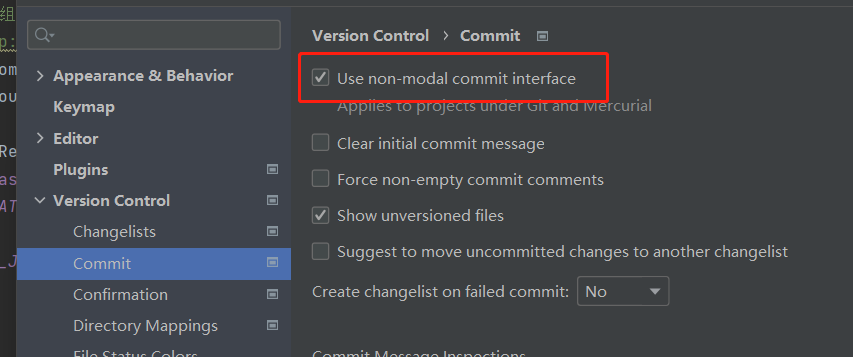 组
p:
Version Control › Commit
om
Use non-modal commit interface
Appearance & Behavior
ou
Applies to projects under Git and Mercurial
Keymap
Editor
Clear initial commit message
Re
Plugins
as
Force non-empty commit comments
Version Control
AT
Show unversioned files
Changelists
Suggest to move uncommitted changes to another changelist
_J
Commit
Create changelist on failed commit: No
Confirmation
Directory Mappings
File Status Colors
Commit Message Inspections